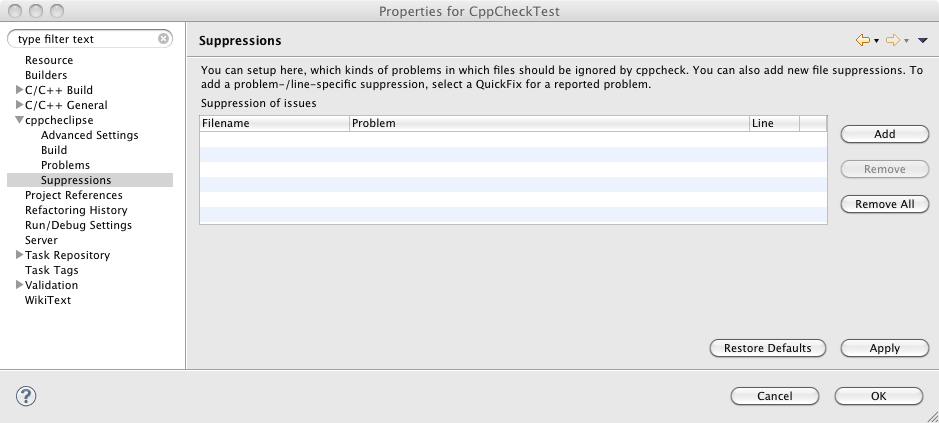 Properties for CppCheckTest
type filter text
Resource
Builders
C/C++ Build
C/C++ General
cppcheclipse
Advanced Settings
Build
Problems
Suppressions
Project References
Refactoring History
Run/Debug Settings
Server
Task Repository
Task Tags
Validation
WikiText
Suppressions
You can setup here, which kinds of problems in which files should be ignored by cppcheck. You can also add new file suppressions. To
add a problem-/line-specific suppression, select a QuickFix for a reported problem.
Suppression of issues
Filename Problem Line
Add
Remove
Remove All
Restore Defaults Apply
? Cancel OK